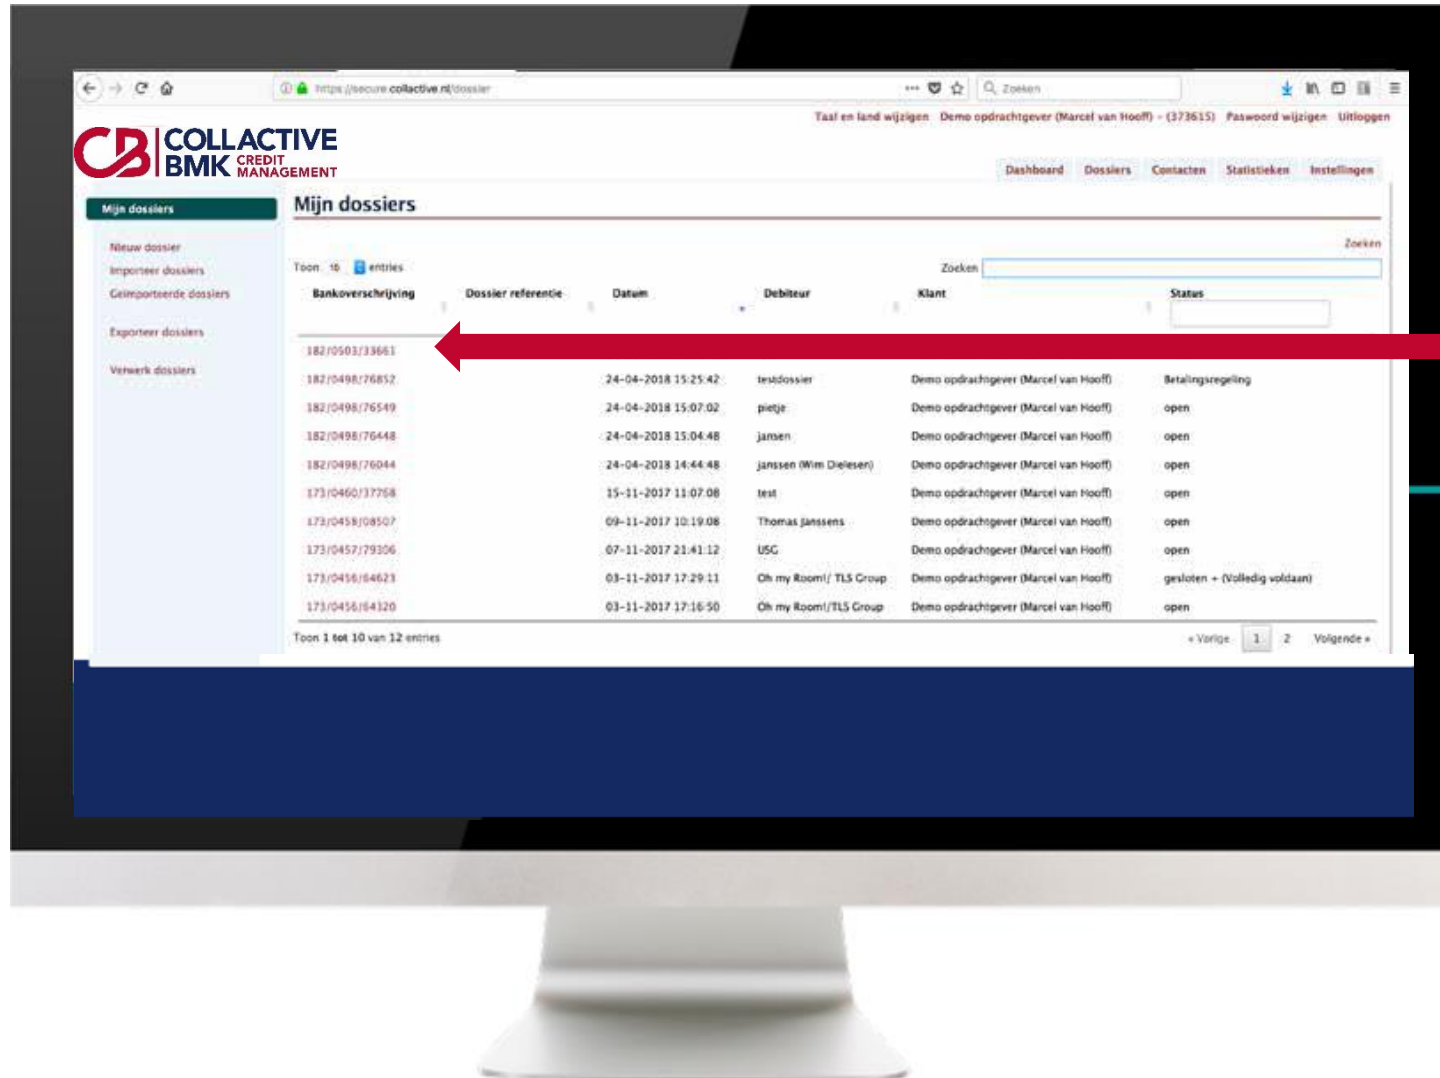 https://secure.collactive.nl/dossier
Zoeken
Taal en land wijzigen Demo opdrachtgever (Marcel van Hooff) - (373615) Paswoord wijzigen Uitloggen
CB COLLACTIVE
BMK CREDIT MANAGEMENT
Dashboard Dossiers Contacten Statistieken Instellingen
Mijn dossiers
Mijn dossiers
Nieuw dossier
Importeer dossiers
Geïmporteerde dossiers
Exporteer dossiers
Verwerk dossiers
Zoeken
Toon 10 entries
Zoeken
Bankoverschrijving Dossier referentie Datum Debiteur Klant Status
182/0503/33661
182/0498/76852 24-04-2018 15:25:42 testdossier Demo opdrachtgever (Marcel van Hooff) Betalingsregeling
182/0498/76549 24-04-2018 15:07:02 pietje Demo opdrachtgever (Marcel van Hooff) open
182/0498/76448 24-04-2018 15:04:48 jansen Demo opdrachtgever (Marcel van Hooff) open
182/0498/76044 24-04-2018 14:44:48 janssen (Wim Dielesen) Demo opdrachtgever (Marcel van Hooff) open
173/0460/37768 15-11-2017 11:07:08 test Demo opdrachtgever (Marcel van Hooff) open
173/0458/08507 09-11-2017 10:19:08 Thomas Janssens Demo opdrachtgever (Marcel van Hooff) open
173/0457/79306 07-11-2017 21:41:12 USG Demo opdrachtgever (Marcel van Hooff) open
173/0456/64623 03-11-2017 17:29:11 Oh my Room!/ TLS Group Demo opdrachtgever (Marcel van Hooff) gesloten + (Volledig voldaan)
173/0456/64320 03-11-2017 17:16:50 Oh my Room!/TLS Group Demo opdrachtgever (Marcel van Hooff) open
Toon 1 tot 10 van 12 entries
« Vorige 1 2 Volgende »